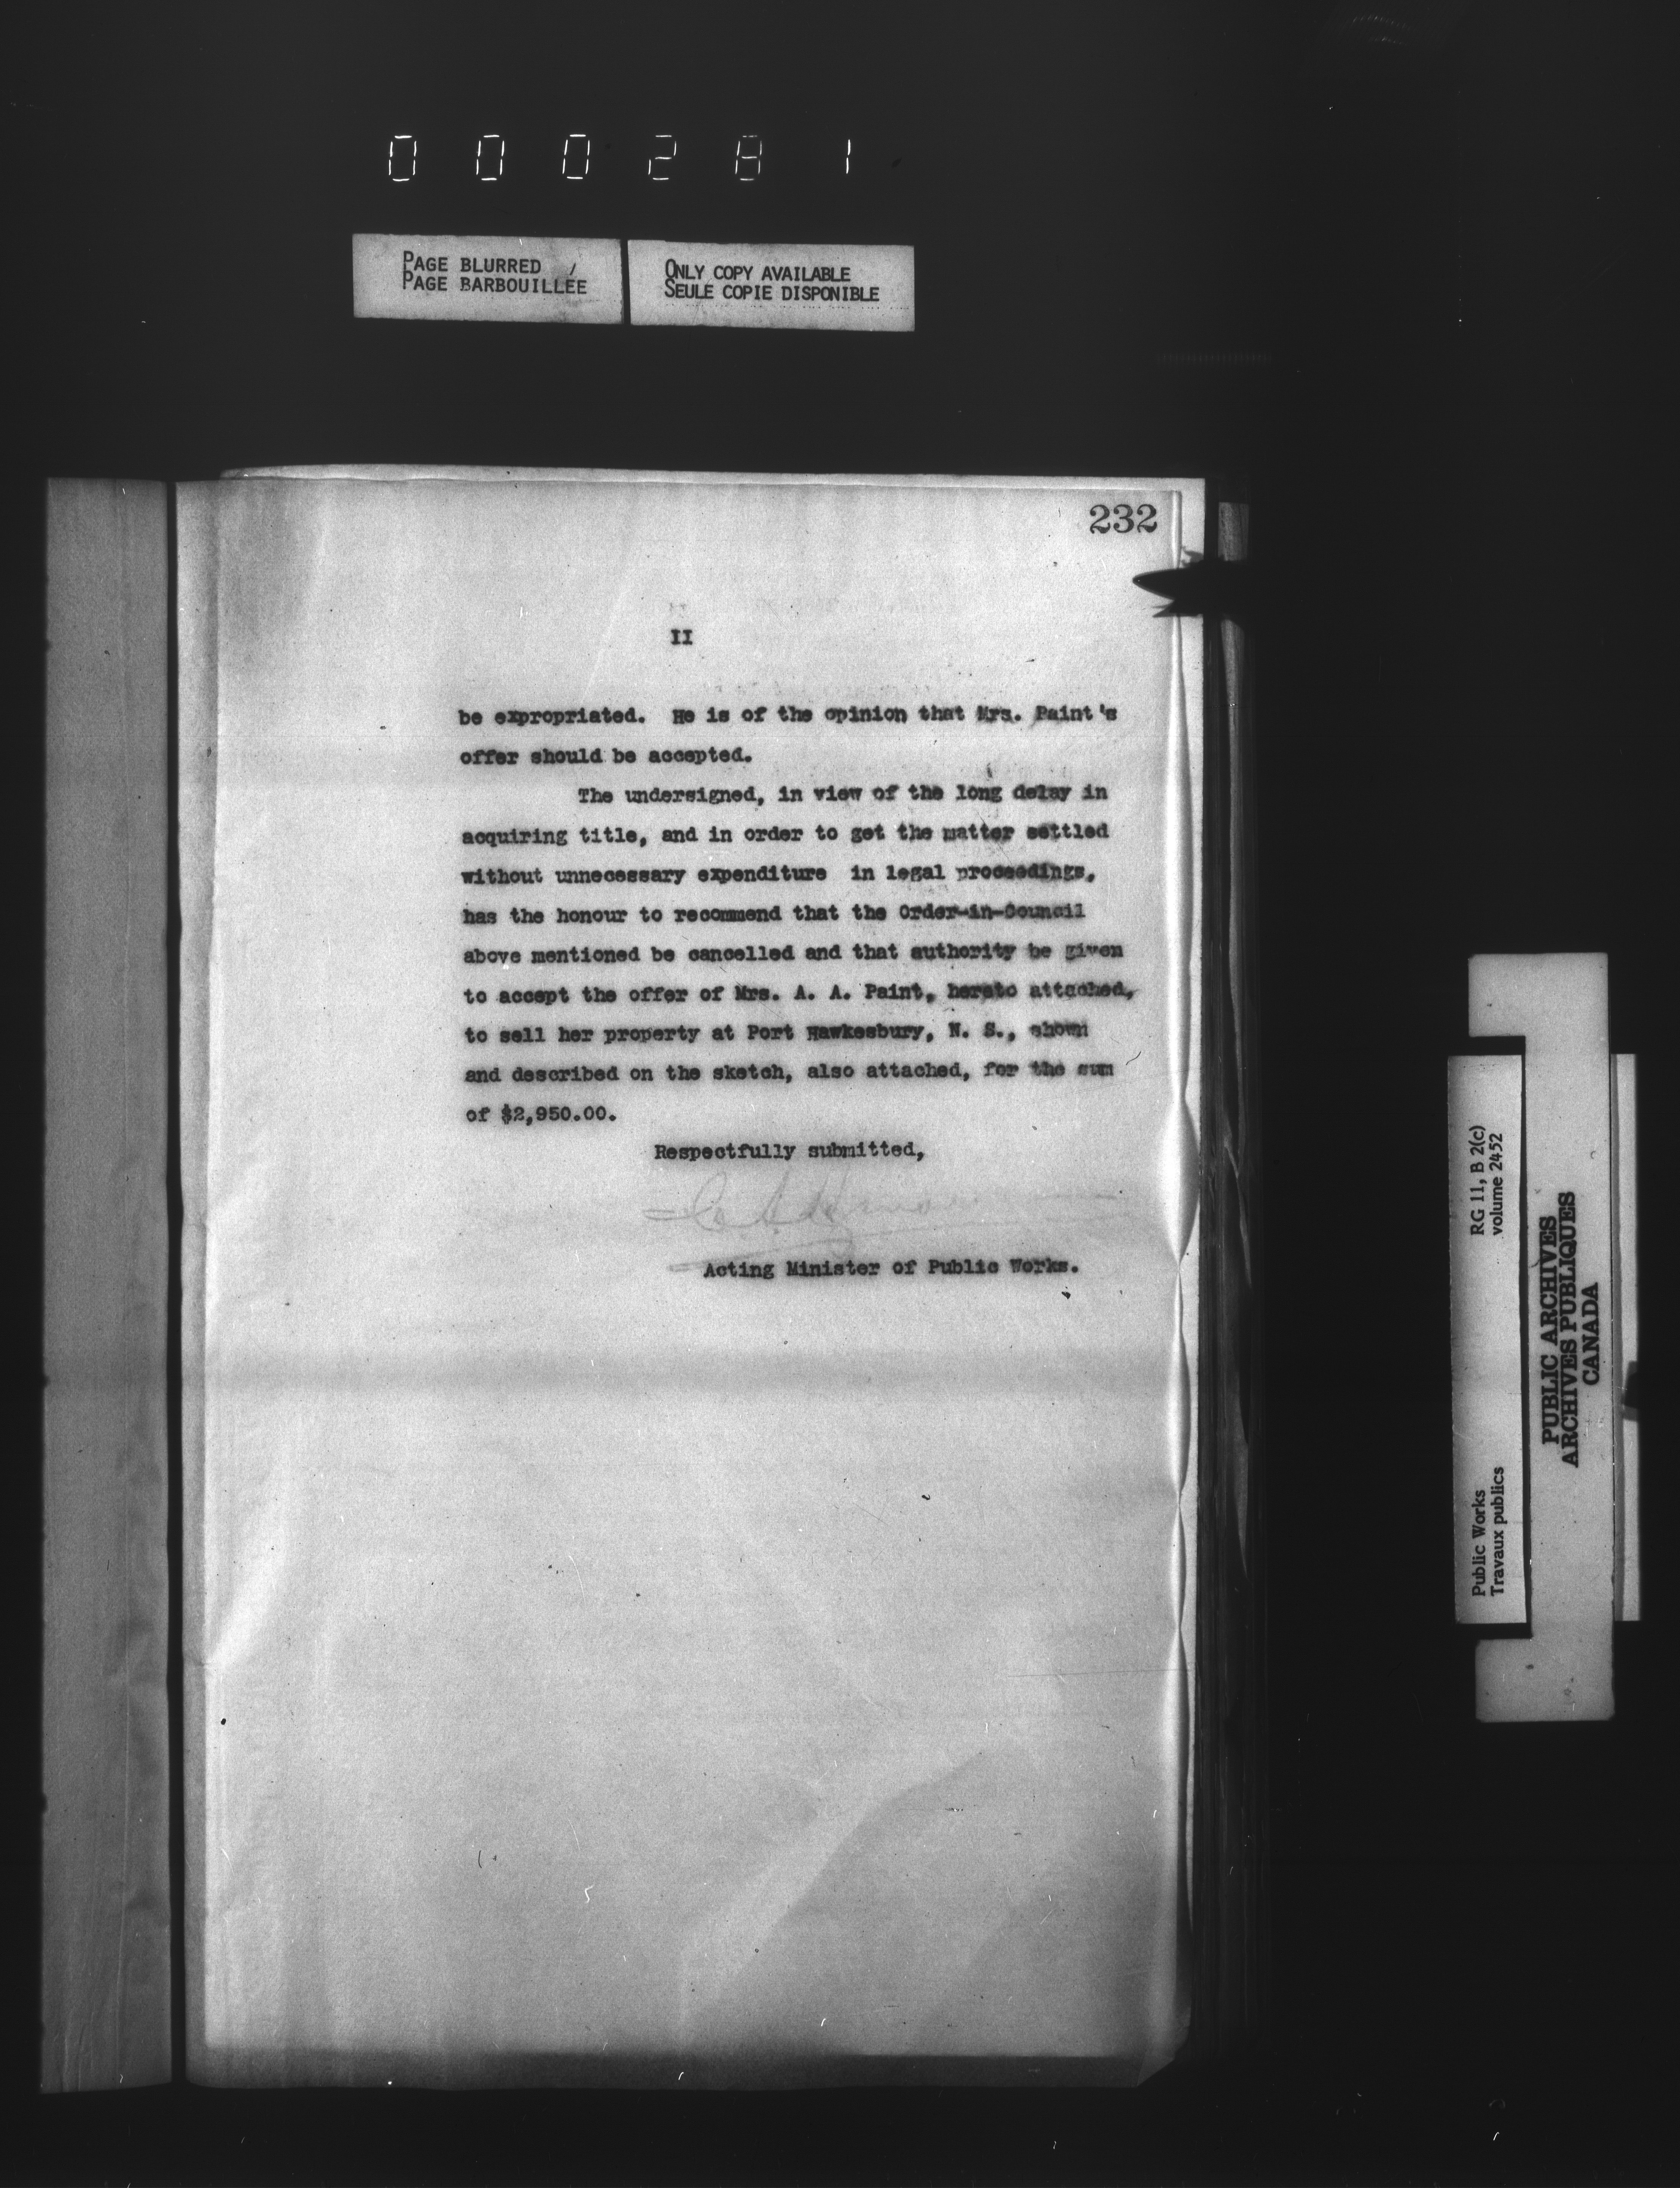 000281
PAGE BLURRED
PAGE BARBOUILLÉE
ONLY COPY AVAILABLE
SEULE COPIE DISPONIBLE
232
II
be expropriated. He is of the opinion that Mrs. Paint's
offer should be accepted.
The undersigned, in view of the long delay in
acquiring title, and in order to get the matter settled
without unnecessary expenditure in legal proceedings,
has the honour to recommend that the Order-in-Council
above mentioned be cancelled and that authority be given
to accept the offer of Mrs. A. A. Paint, hereto attached,
to sell her property at Port Hawkesbury, N. S., shown
and described on the sketch, also attached, for the sum
of $2,950.00.
Respectfully submitted,
Acting Minister of Public Works.
Public Works
Travaux publics
RG 11, B 2(c)
volume 2452
PUBLIC ARCHIVES
ARCHIVES PUBLIQUES
CANADA